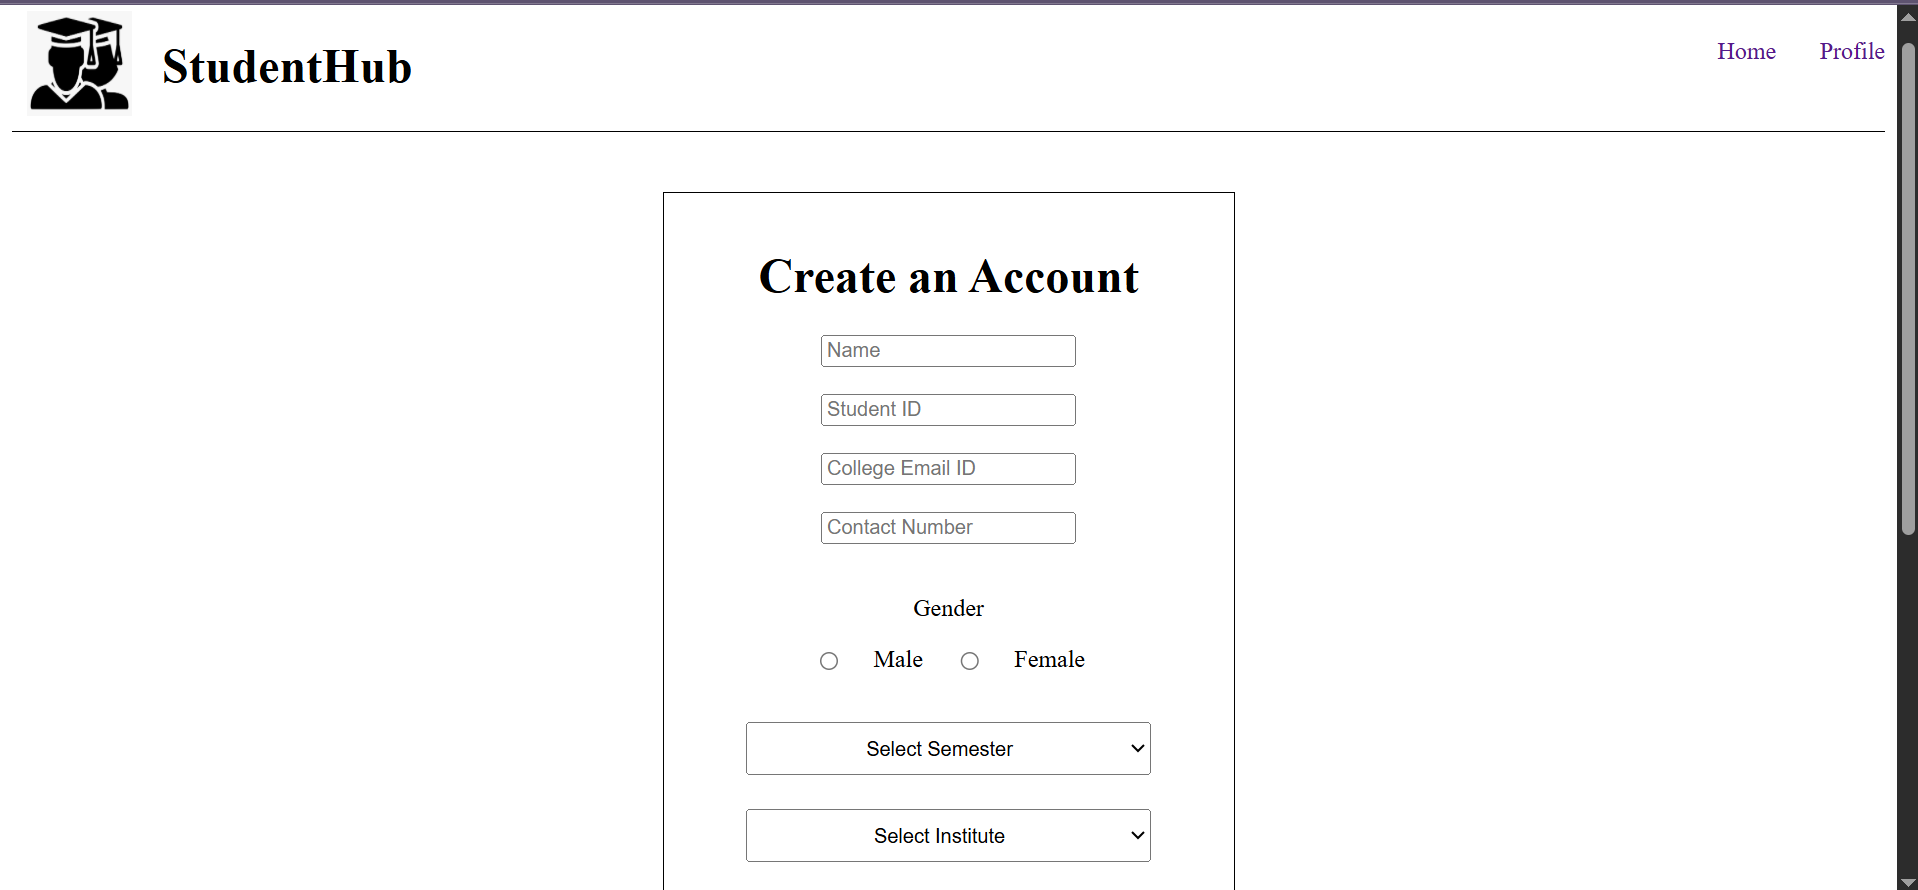 StudentHub
Home Profile
Create an Account
Name
Student ID
College Email ID
Contact Number
Gender
Male Female
Select Semester
Select Institute